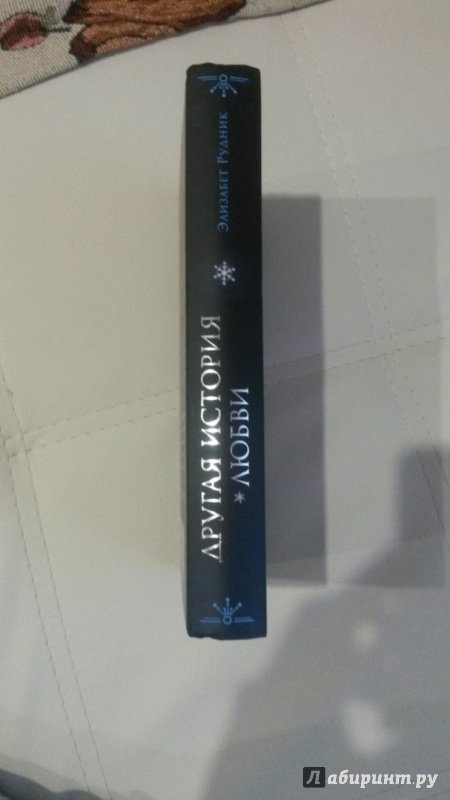 ДРУГАЯ ИСТОРИЯ
* ЛЮБВИ
ЭЛИЗАБЕТ РУДНИК
Лабиринт.ру